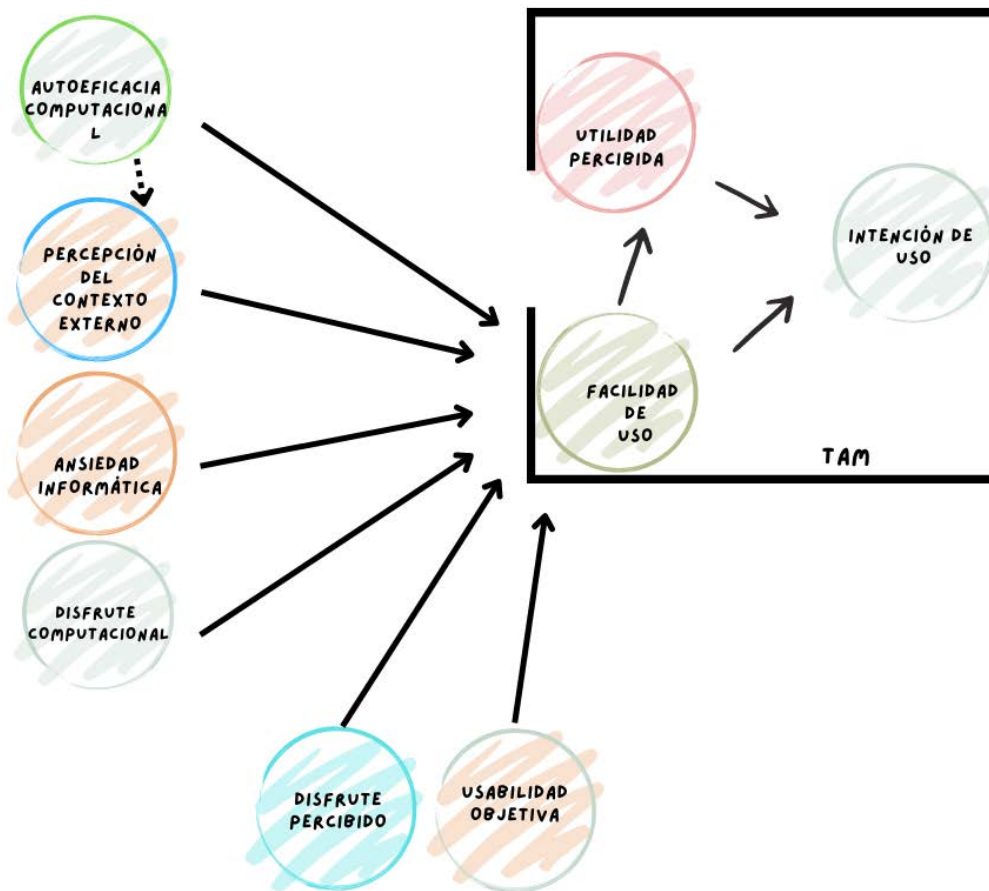 AUTOEFICACIA
COMPUTACIONA
L
PERCEPCIÓN
DEL
CONTEXTO
EXTERNO
ANSIEDAD
INFORMÁTICA
DISFRUTE
COMPUTACIONAL
DISFRUTE
PERCIBIDO
USABILIDAD
OBJETIVA
UTILIDAD
PERCIBIDA
FACILIDAD
DE
USO
INTENCIÓN DE
USO
TAM